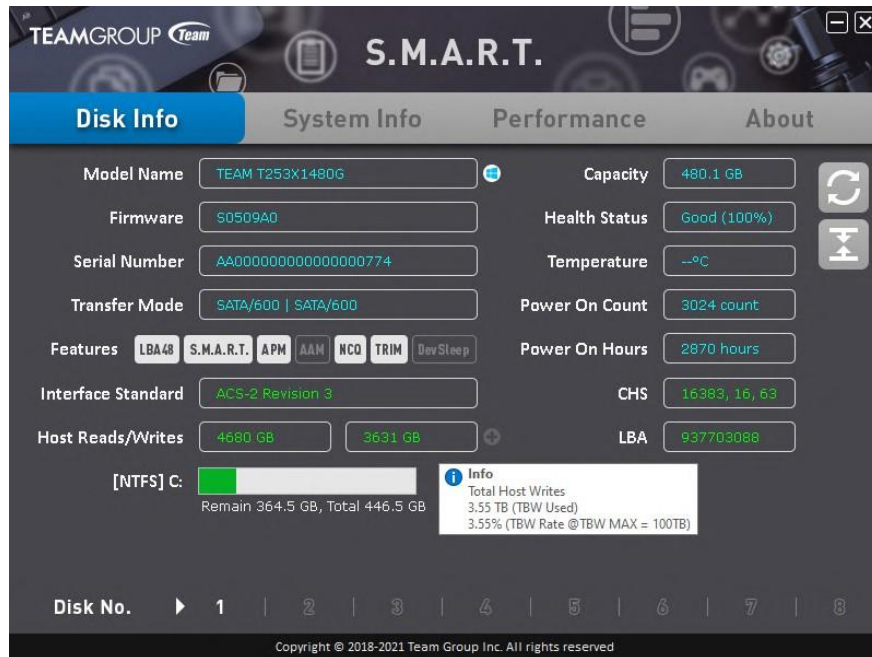 TEAMGROUP Team
S.M.A.R.T.
Disk Info System Info Performance About
Model Name TEAM T253X1480G Capacity 480.1 GB
Firmware S0509A0 Health Status Good (100%)
Serial Number AA000000000000000774 Temperature --°C
Transfer Mode SATA/600 | SATA/600 Power On Count 3024 count
Features LBA48 S.M.A.R.T. APM AAM NCQ TRIM DevSleep Power On Hours 2870 hours
Interface Standard ACS-2 Revision 3 CHS 16383, 16, 63
Host Reads/Writes 4680 GB 3631 GB LBA 937703088
[NTFS] C:
Remain 364.5 GB, Total 446.5 GB
Info
Total Host Writes
3.55 TB (TBW Used)
3.55% (TBW Rate @TBW MAX = 100TB)
Disk No. 1 | 2 | 3 | 4 | 5 | 6 | 7 | 8
Copyright © 2018-2021 Team Group Inc. All rights reserved